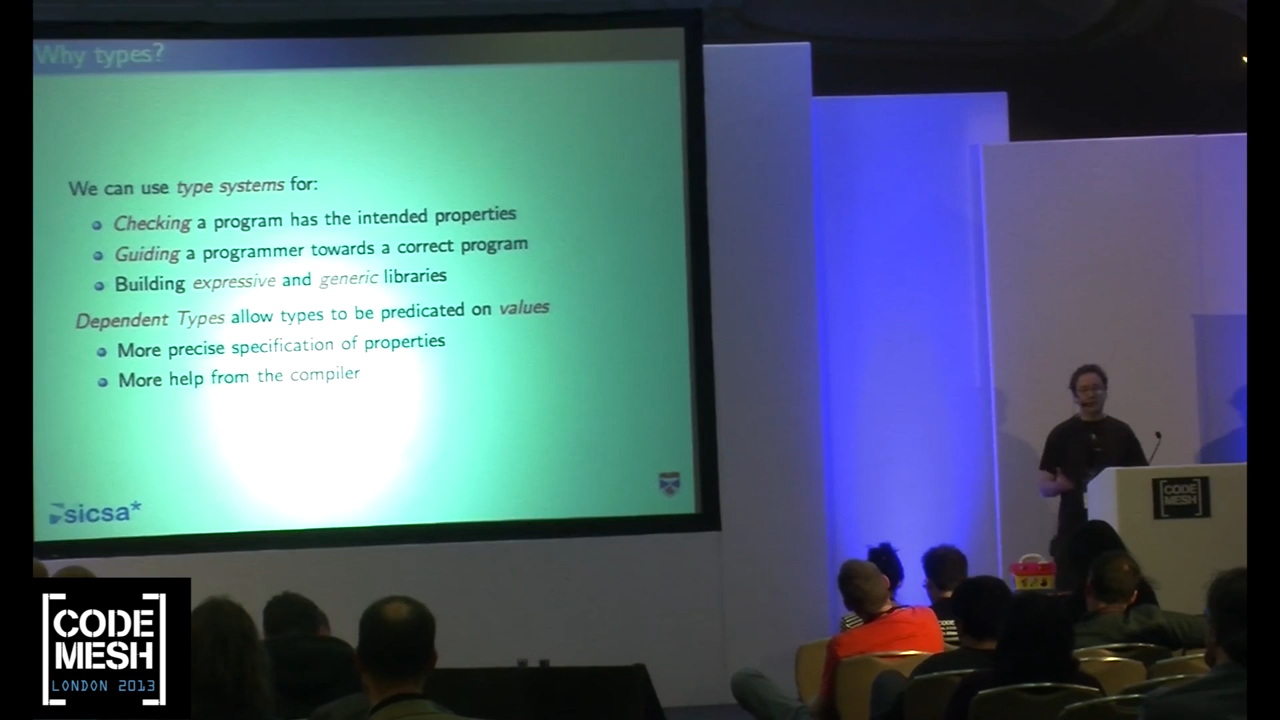 Why types?
We can use type systems for:
Checking a program has the intended properties
Guiding a programmer towards a correct program
Building expressive and generic libraries
Dependent Types allow types to be predicated on values
More precise specification of properties
More help from the compiler
sicsa*
[CODE
MESH]
[CODE
MESH
LONDON 2013]